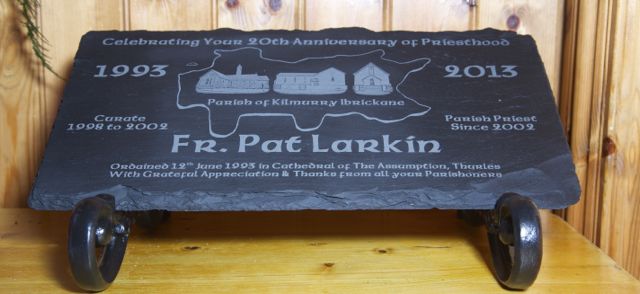 Celebrating Your 20th Anniversary of Priesthood
1993
2013
Parish of Kilmurry Ibrickane
Curate
1998 to 2002
Parish Priest
Since 2002
Fr. Pat Larkin
Ordained 12th June 1993 in Cathedral of The Assumption, Thurles
With Grateful Appreciation & Thanks from all your Parishoners